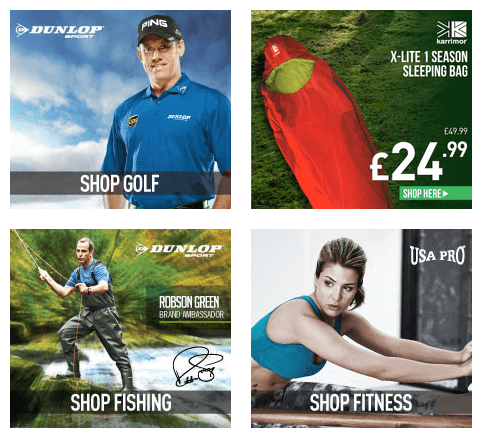 DUNLOP
SPORT
PING
DUNLOP
SHOP GOLF
karrimor
X-LITE 1 SEASON
SLEEPING BAG
£49.99
£24.99
SHOP HERE
DUNLOP
SPORT
ROBSON GREEN
BRAND AMBASSADOR
SHOP FISHING
USA PRO
SHOP FITNESS